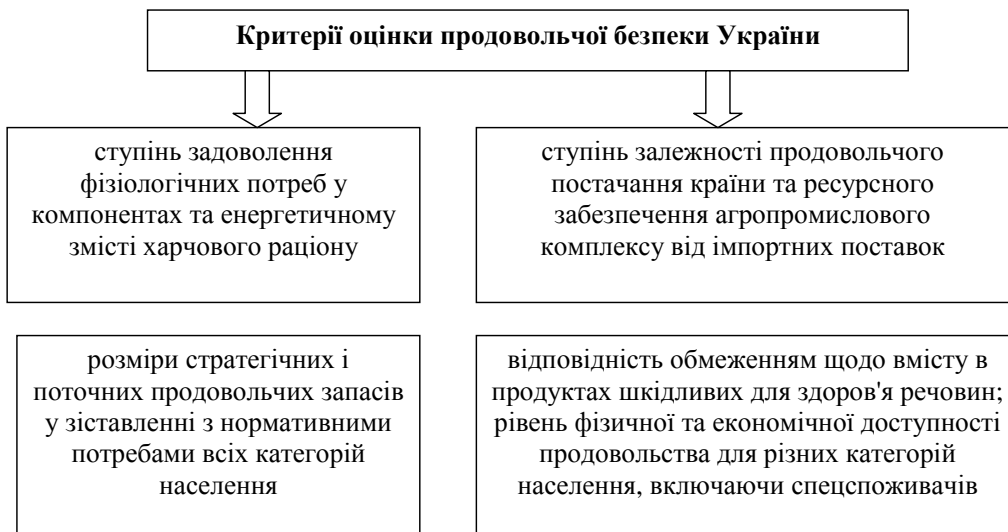 Критерії оцінки продовольчої безпеки України
ступінь задоволення
фізіологічних потреб у
компонентах та енергетичному
змісті харчового раціону
ступінь залежності продовольчого
постачання країни та ресурсного
забезпечення агропромислового
комплексу від імпортних поставок
розміри стратегічних і
поточних продовольчих запасів
у зіставленні з нормативними
потребами всіх категорій
населення
відповідність обмеженням щодо вмісту в
продуктах шкідливих для здоров'я речовин;
рівень фізичної та економічної доступності
продовольства для різних категорій
населення, включаючи спецспоживачів